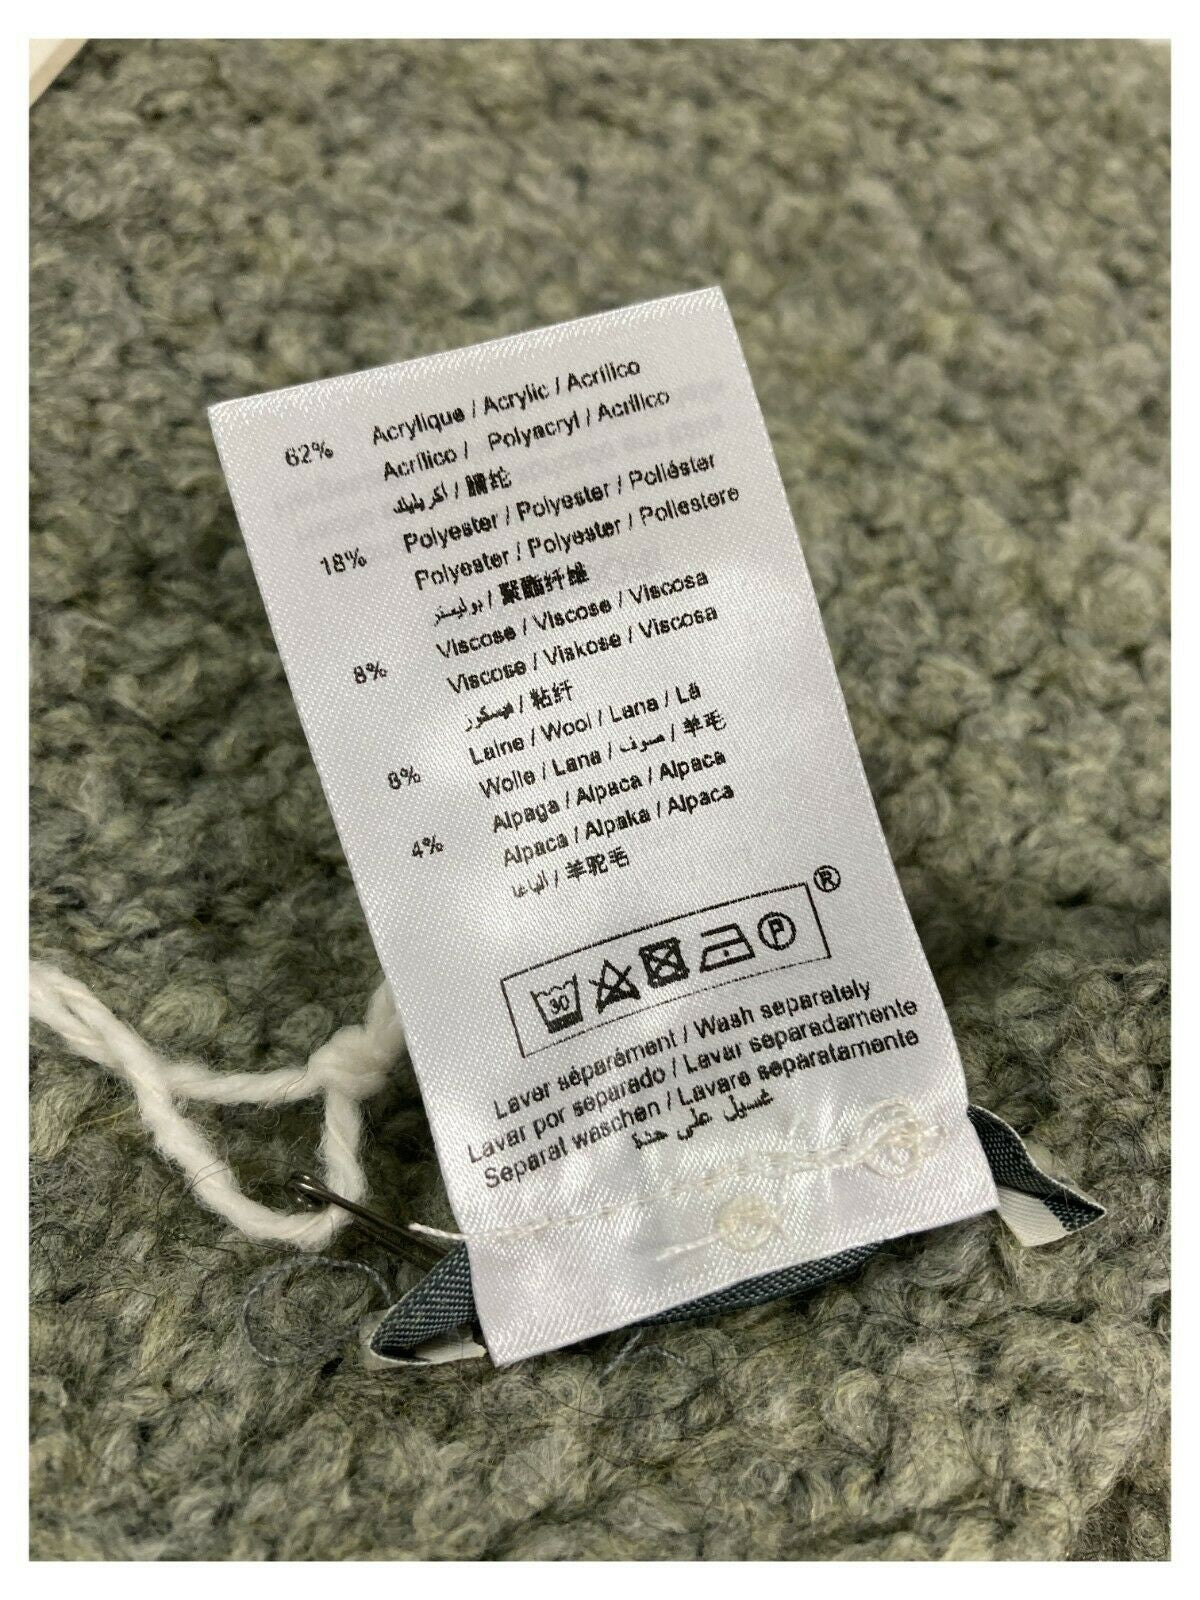 62% Acrylique / Acrylic / Acrílico
Acrílico / Polyacryl / Acrilico
أكريليك / 腈纶
18% Polyester / Polyester / Poliéster
Polyester / Polyester / Poliestere
بوليستر / 聚酯纤维
8% Viscose / Viscose / Viscosa
Viscose / Viskose / Viscosa
فيسكوز / 粘纤
8% Laine / Wool / Lana / Lã
Wolle / Lana / صوف / 羊毛
4% Alpaga / Alpaca / Alpaca
Alpaca / Alpaka / Alpaca
ألباغا / 羊驼毛
30 P ®
Laver séparément / Wash separately
Lavar por separado / Lavar separadamente
Separat waschen / Lavare separatamente
غسيل على حدة